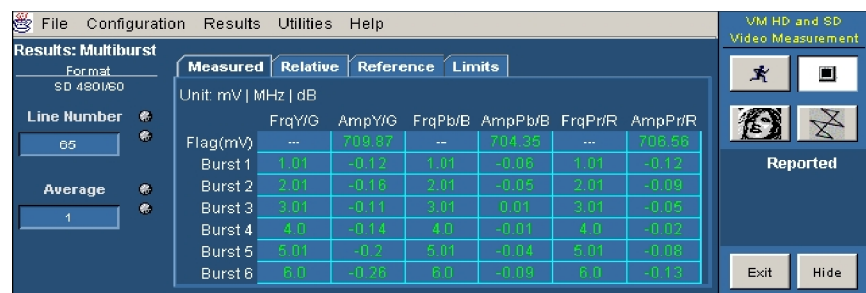 File Configuration Results Utilities Help
VM HD and SD
Video Measurement
Results: Multiburst
Format
SD 480I/60
Line Number
65
Average
1
Measured Relative Reference Limits
Unit: mV | MHz | dB
FrqY/G AmpY/G FrqPb/B AmpPb/B FrqPr/R AmpPr/R
Flag(mV) --- 709.87 -- 704.35 --- 706.56
Burst 1 1.01 -0.12 1.01 -0.06 1.01 -0.12
Burst 2 2.01 -0.16 2.01 -0.05 2.01 -0.09
Burst 3 3.01 -0.11 3.01 0.01 3.01 -0.05
Burst 4 4.0 -0.14 4.0 -0.01 4.0 -0.02
Burst 5 5.01 -0.2 5.01 -0.04 5.01 -0.08
Burst 6 6.0 -0.26 6.0 -0.09 6.0 -0.13
Reported
Exit Hide